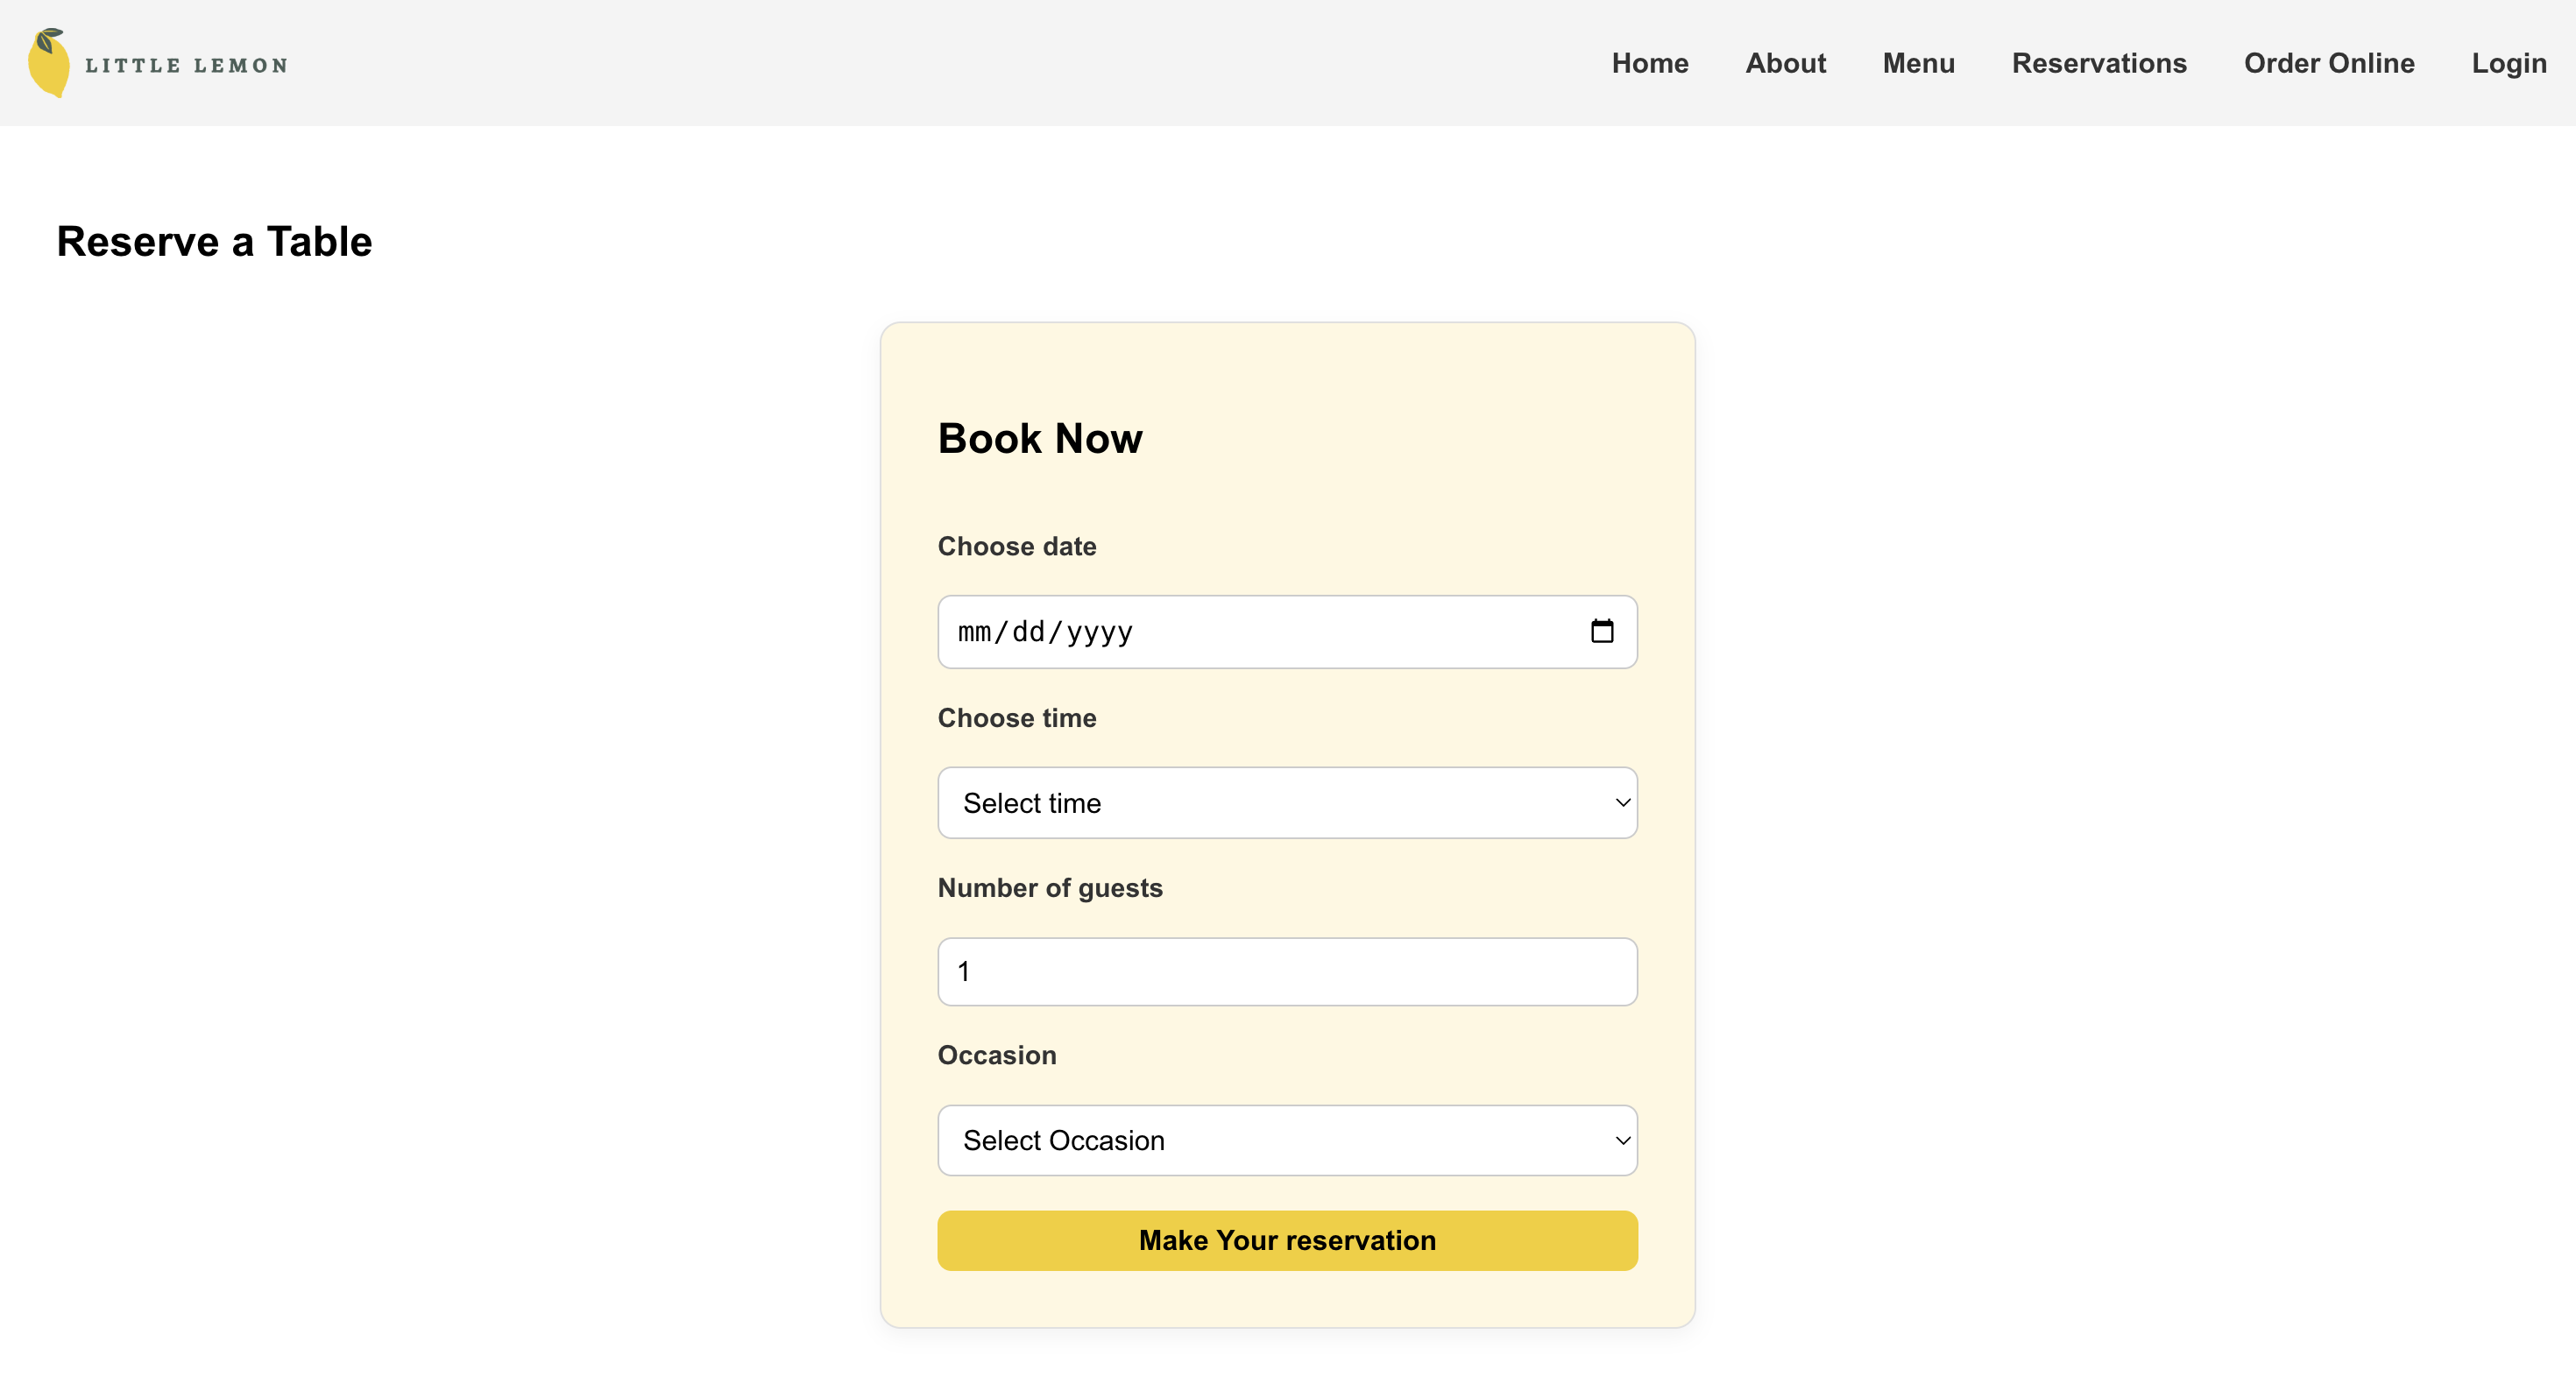 LITTLE LEMON
Home About Menu Reservations Order Online Login
Reserve a Table
Book Now
Choose date
mm/dd/yyyy
Choose time
Select time
Number of guests
1
Occasion
Select Occasion
Make Your reservation